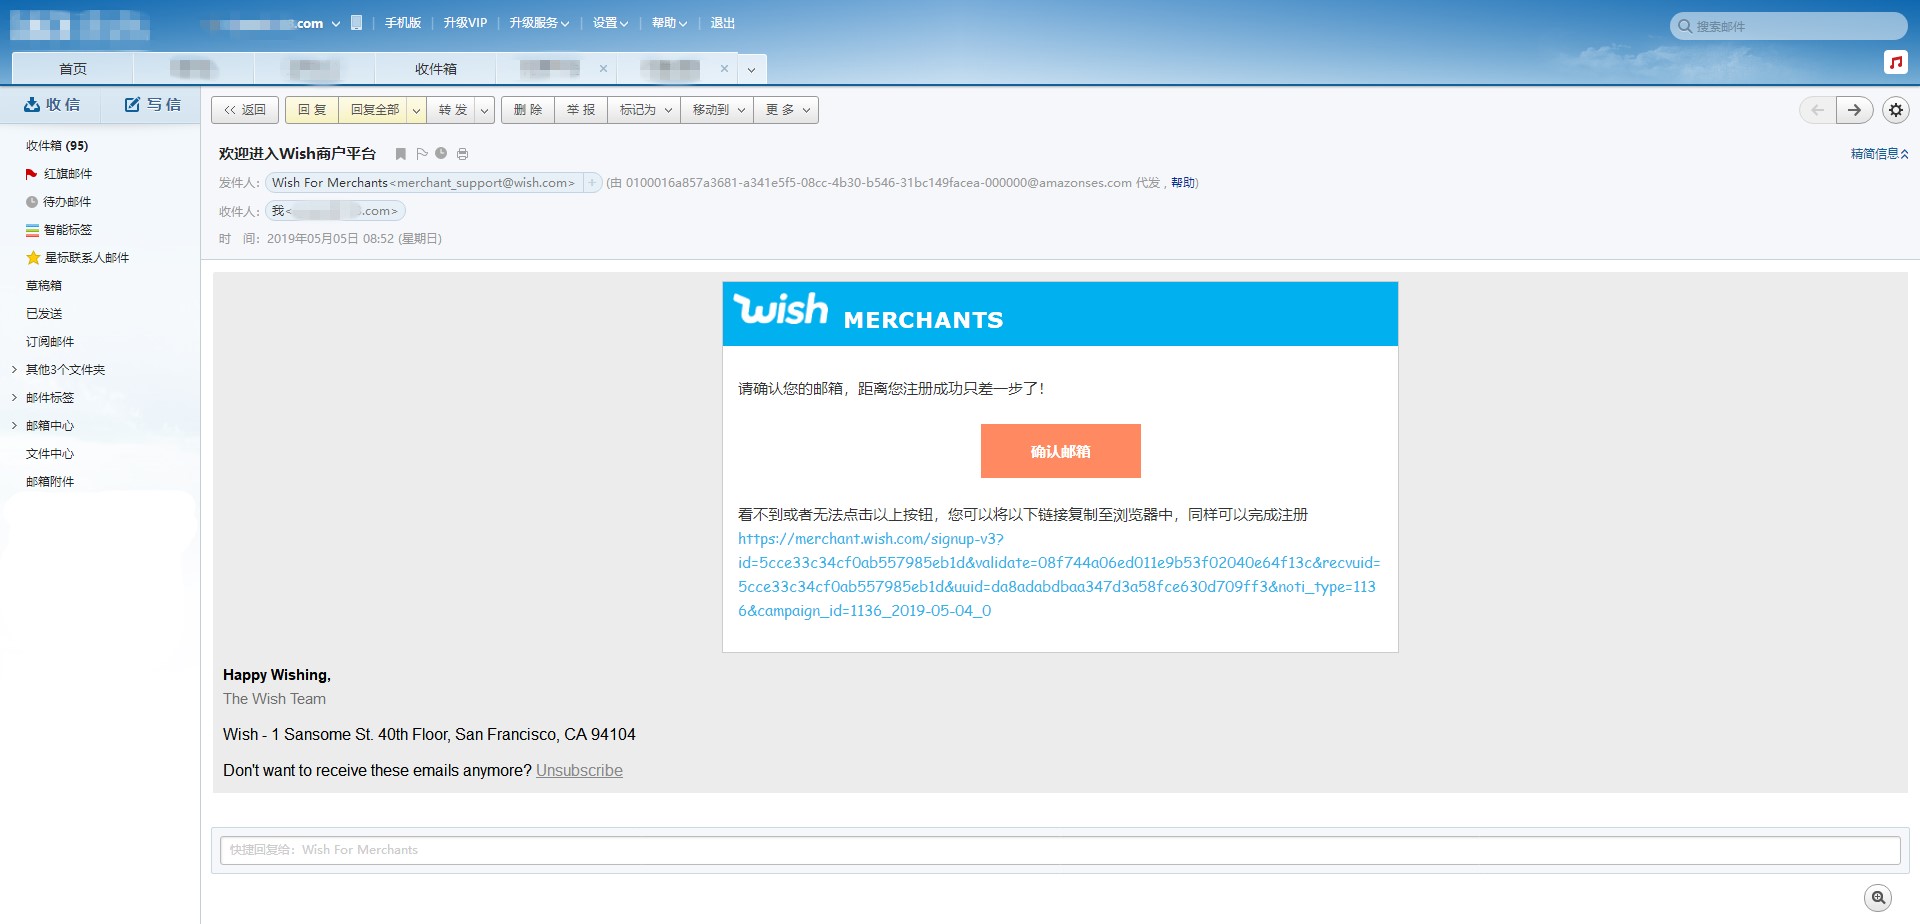 .com
手机版
升级VIP
升级服务
设置
帮助
退出
搜索邮件
首页
收件箱
收信
写信
<< 返回
回复
回复全部
转发
删除
举报
标记为
移动到
更多
收件箱 (95)
红旗邮件
待办邮件
智能标签
星标联系人邮件
草稿箱
已发送
订阅邮件
其他3个文件夹
邮件标签
邮箱中心
文件中心
邮箱附件
欢迎进入Wish商户平台
精简信息
发件人： Wish For Merchants<merchant_support@wish.com> + (由 0100016a857a3681-a341e5f5-08cc-4b30-b546-31bc149facea-000000@amazonses.com 代发 , 帮助)
收件人： 我< .com>
时 间： 2019年05月05日 08:52 (星期日)
wish MERCHANTS
请确认您的邮箱，距离您注册成功只差一步了！
确认邮箱
看不到或者无法点击以上按钮，您可以将以下链接复制至浏览器中，同样可以完成注册
https://merchant.wish.com/signup-v3?
id=5cce33c34cf0ab557985eb1d&validate=08f744a06ed011e9b53f02040e64f13c&recvuid=
5cce33c34cf0ab557985eb1d&uuid=da8adabdbaa347d3a58fce630d709ff3&noti_type=113
6&campaign_id=1136_2019-05-04_0
Happy Wishing,
The Wish Team
Wish - 1 Sansome St. 40th Floor, San Francisco, CA 94104
Don't want to receive these emails anymore? Unsubscribe
快捷回复给：Wish For Merchants